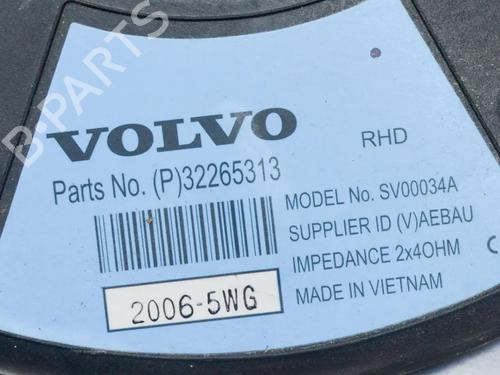 B-PARTS
VOLVO
RHD
Parts No. (P)32265313
MODEL No. SV00034A
SUPPLIER ID (V)AEBAU
IMPEDANCE 2x4OHM
MADE IN VIETNAM
2006-5WG